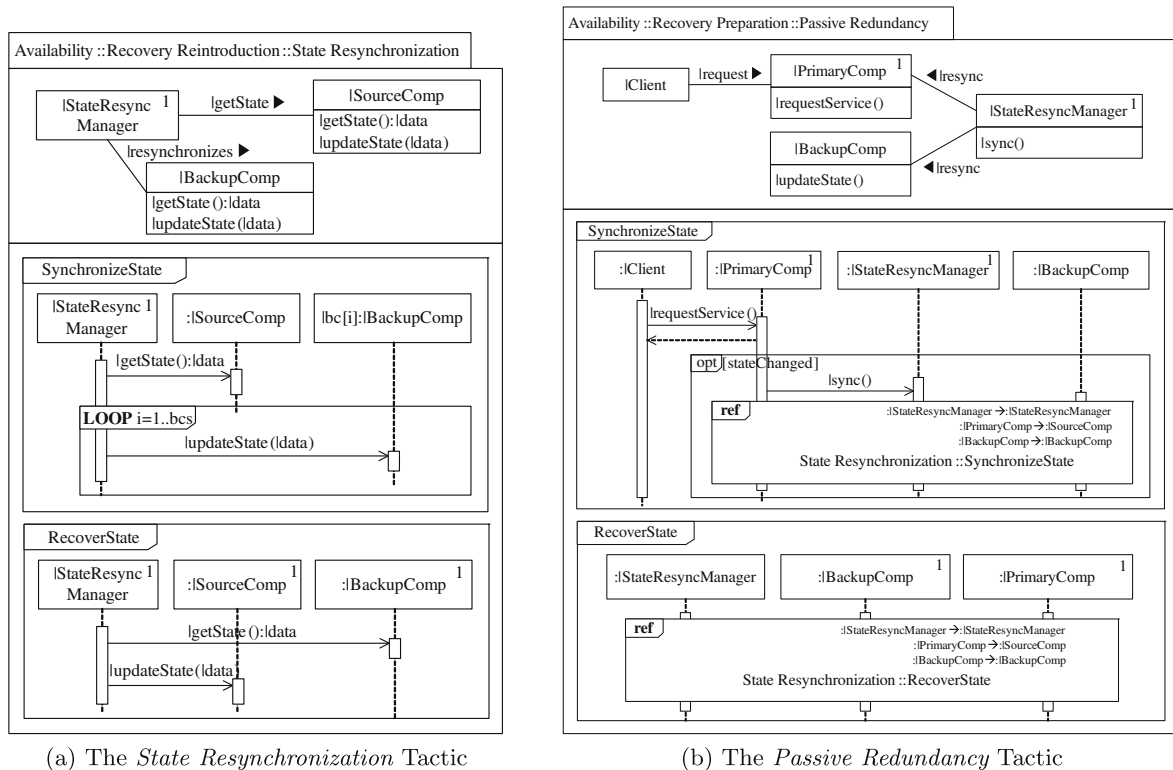 Availability ::Recovery Reintroduction ::State Resynchronization
|StateResync 1
Manager
|getState ▶
|SourceComp
|getState():|data
|updateState(|data)
|resynchronizes ▶
|BackupComp
|getState():|data
|updateState(|data)
SynchronizeState
|StateResync 1
Manager
:|SourceComp
|bc[i]:|BackupComp
|getState():|data
LOOP i=1..bcs
|updateState(|data)
RecoverState
|StateResync 1
Manager
:|SourceComp 1
:|BackupComp 1
|getState():|data
|updateState(|data)
(a) The State Resynchronization Tactic
Availability ::Recovery Preparation ::Passive Redundancy
|Client
|request ▶
|PrimaryComp 1
|requestService()
◀|resync
|StateResyncManager 1
|sync()
|BackupComp
|updateState()
◀|resync
SynchronizeState
:|Client
:|PrimaryComp 1
:|StateResyncManager 1
:|BackupComp
|requestService()
opt [stateChanged]
|sync()
ref
:|StateResyncManager→:|StateResyncManager
:|PrimaryComp→:|SourceComp
:|BackupComp→:|BackupComp
State Resynchronization ::SynchronizeState
RecoverState
:|StateResyncManager
:|BackupComp 1
:|PrimaryComp 1
ref
:|StateResyncManager→:|StateResyncManager
:|PrimaryComp→:|SourceComp
:|BackupComp→:|BackupComp
State Resynchronization ::RecoverState
(b) The Passive Redundancy Tactic